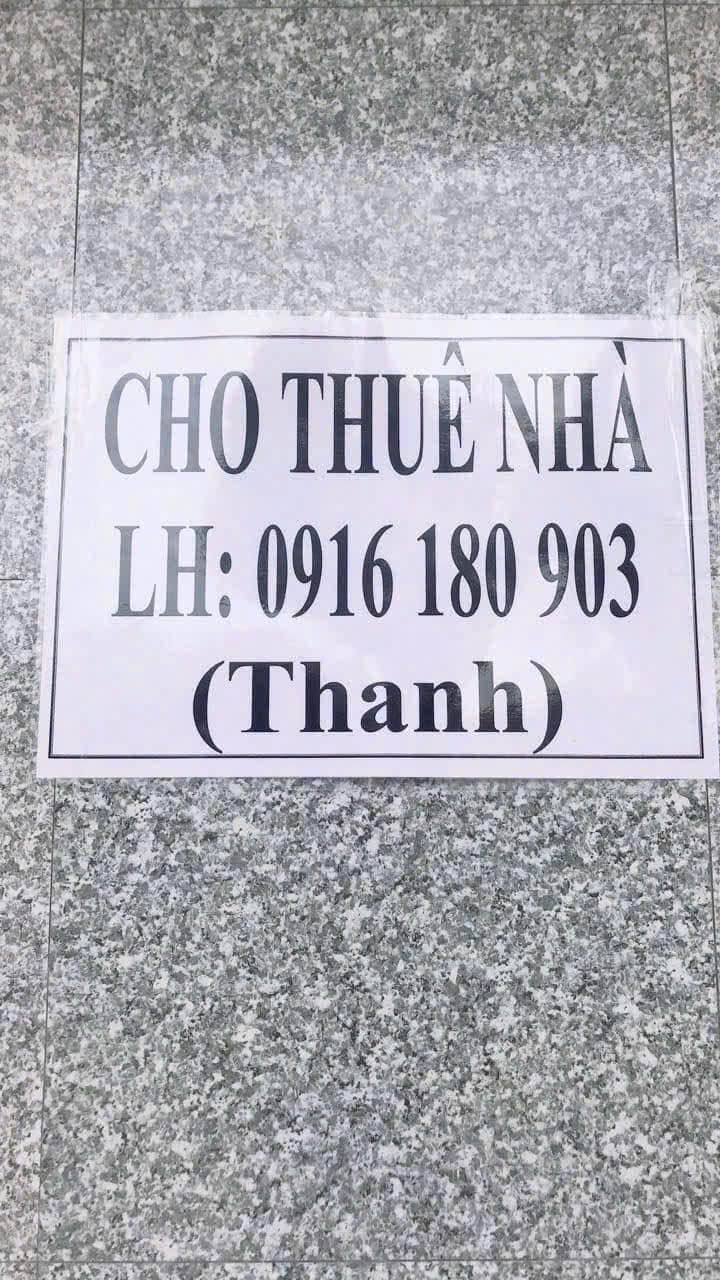 CHO THUÊ NHÀ
LH: 0916 180 903
(Thanh)